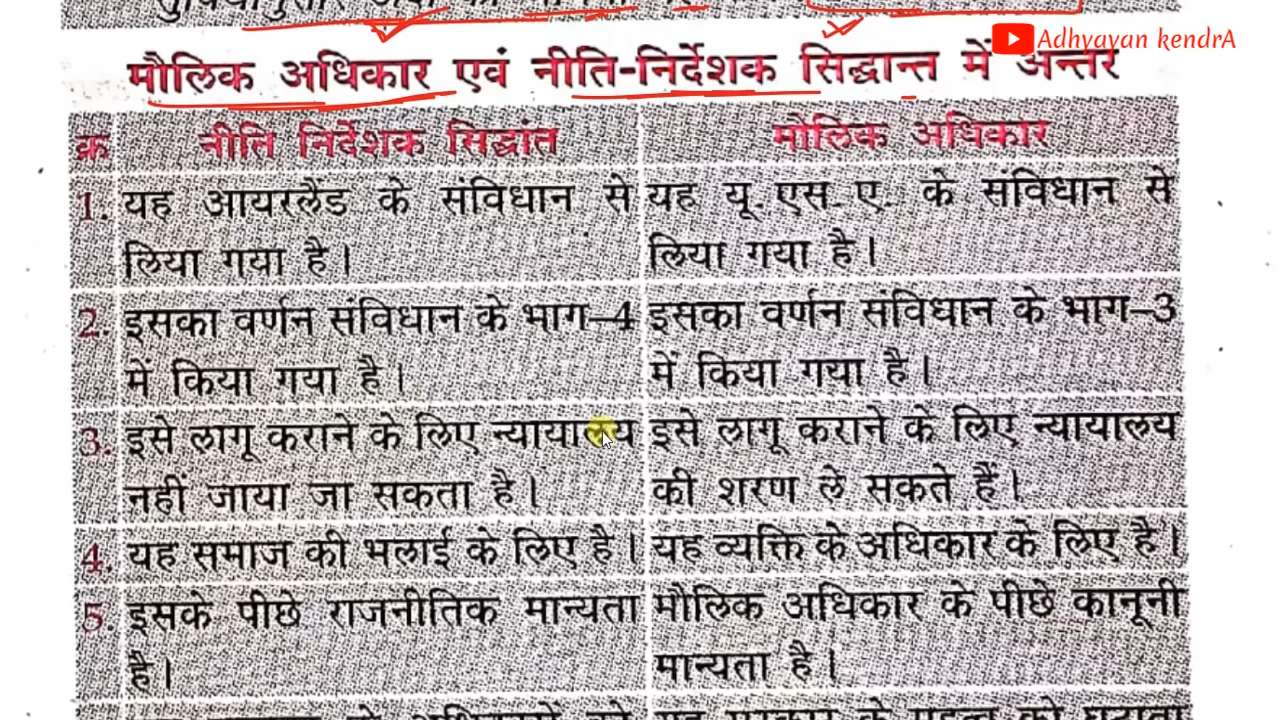 Adhyayan kendrA
मौलिक अधिकार एवं नीति-निर्देशक सिद्धान्त में अन्तर
क्र नीति निर्देशक सिद्धांत मौलिक अधिकार
1. यह आयरलैंड के संविधान से यह यू. एस. ए. के संविधान से
लिया गया है। लिया गया है।
2. इसका वर्णन संविधान के भाग–4 इसका वर्णन संविधान के भाग–3
में किया गया है। में किया गया है।
3. इसे लागू कराने के लिए न्यायालय इसे लागू कराने के लिए न्यायालय
नहीं जाया जा सकता है। की शरण ले सकते हैं।
4. यह समाज की भलाई के लिए है। यह व्यक्ति के अधिकार के लिए है।
5. इसके पीछे राजनीतिक मान्यता मौलिक अधिकार के पीछे कानूनी
है। मान्यता है।